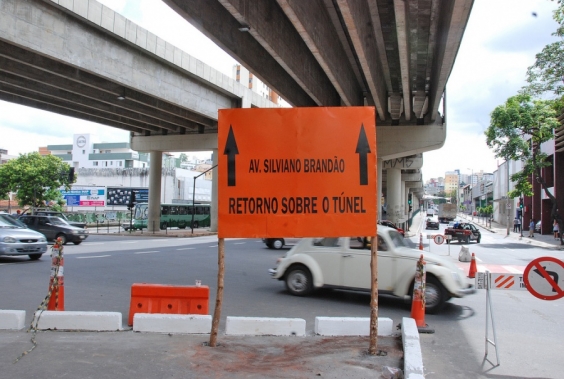 AV. SILVIANO BRANDÃO
RETORNO SOBRE O TÚNEL